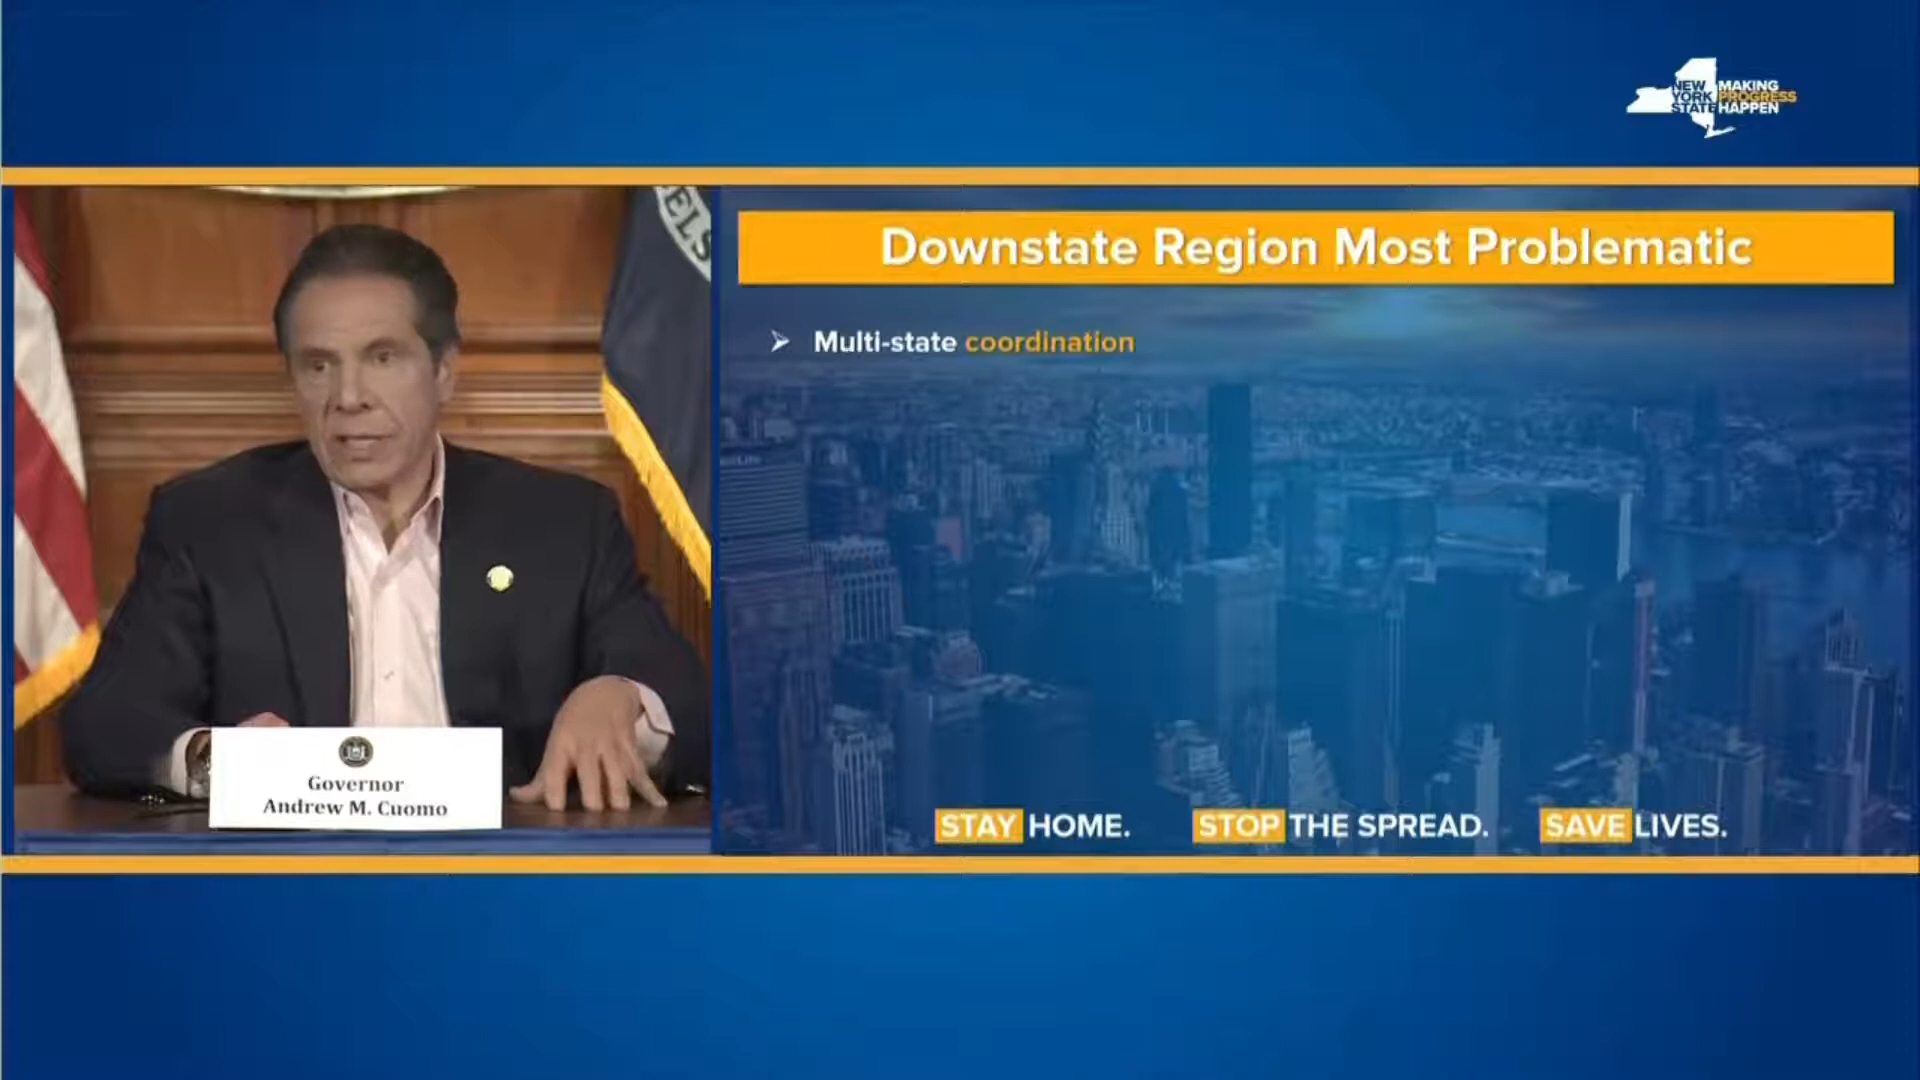 NEW
YORK
STATE
MAKING
PROGRESS
HAPPEN
ELS
Downstate Region Most Problematic
Multi-state coordination
Governor
Andrew M. Cuomo
STAY HOME. STOP THE SPREAD. SAVE LIVES.